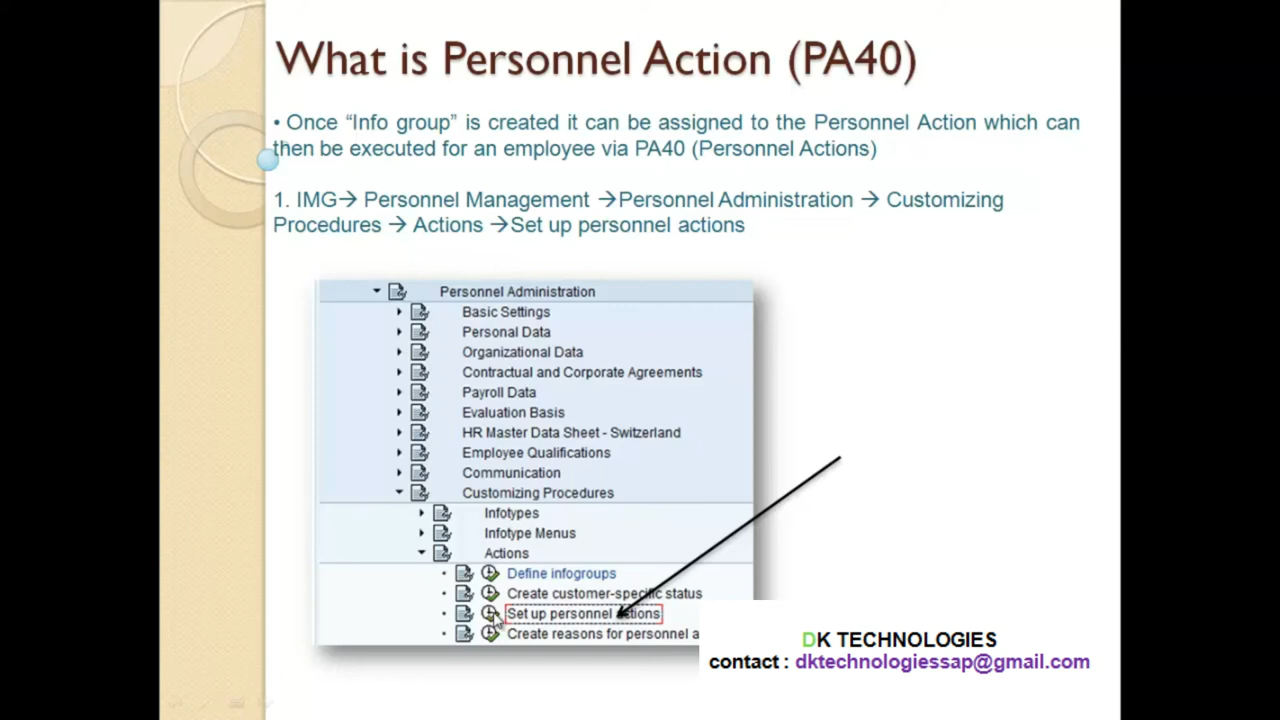 What is Personnel Action (PA40)
• Once “Info group” is created it can be assigned to the Personnel Action which can
then be executed for an employee via PA40 (Personnel Actions)
1. IMG→ Personnel Management →Personnel Administration → Customizing
Procedures → Actions →Set up personnel actions
Personnel Administration
Basic Settings
Personal Data
Organizational Data
Contractual and Corporate Agreements
Payroll Data
Evaluation Basis
HR Master Data Sheet - Switzerland
Employee Qualifications
Communication
Customizing Procedures
Infotypes
Infotype Menus
Actions
Define infogroups
Create customer-specific status
Set up personnel actions
Create reasons for personnel a
DK TECHNOLOGIES
contact : dktechnologiessap@gmail.com